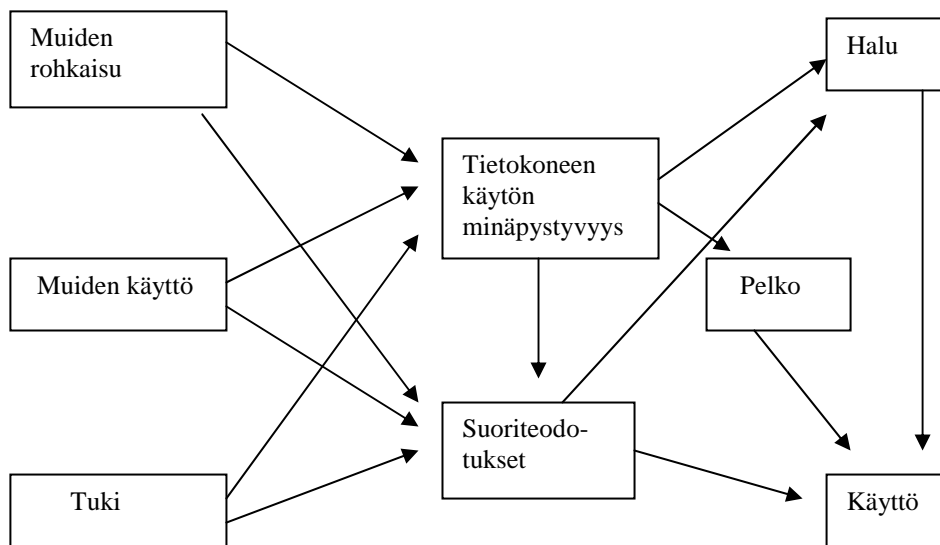 Muiden
rohkaisu
Halu
Tietokoneen
käytön
minäpystyvyys
Muiden käyttö
Pelko
Suoriteodo-
tukset
Tuki
Käyttö